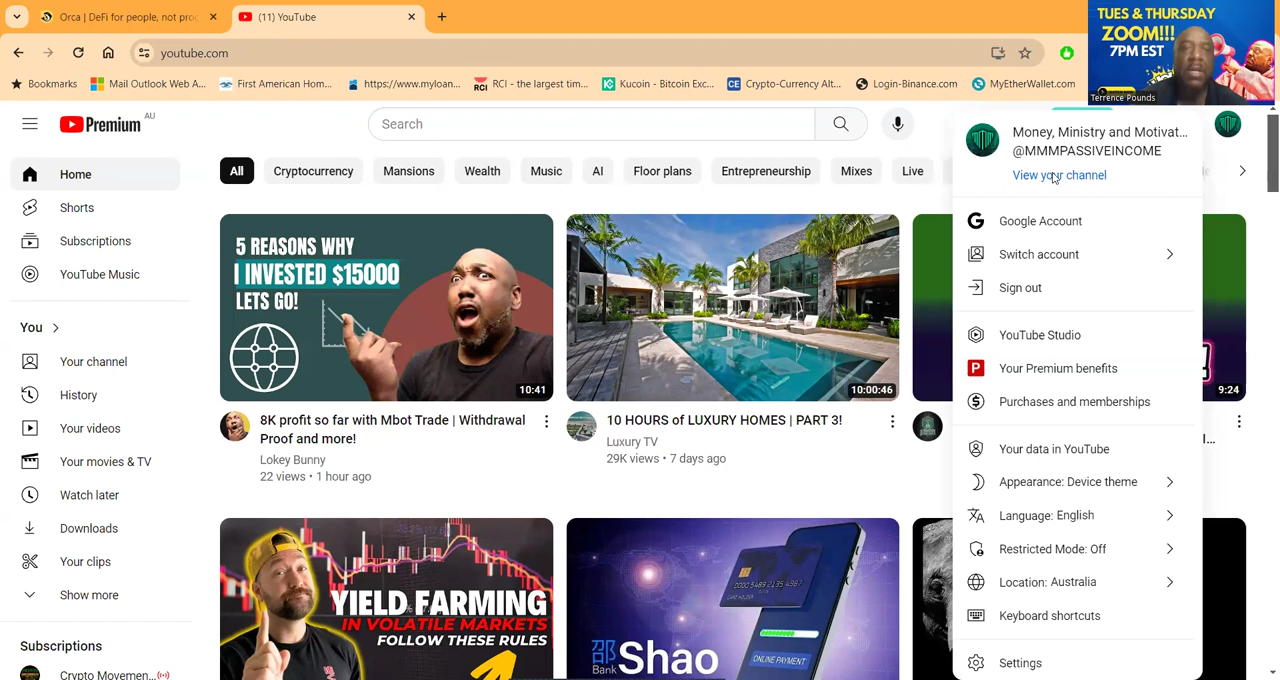 Orca | DeFi for people, not pro
(11) YouTube
youtube.com
Bookmarks
Mail Outlook Web A...
First American Hom...
https://www.myloan...
RCI - the largest tim...
Kucoin - Bitcoin Exc...
Crypto-Currency Alt...
Login-Binance.com
MyEtherWallet.com
TUES & THURSDAY
ZOOM!!!
7PM EST
Terrence Pounds
Premium AU
Search
Home
Shorts
Subscriptions
YouTube Music
You
Your channel
History
Your videos
Your movies & TV
Watch later
Downloads
Your clips
Show more
Subscriptions
Crypto Movemen...
All
Cryptocurrency
Mansions
Wealth
Music
AI
Floor plans
Entrepreneurship
Mixes
Live
5 REASONS WHY
I INVESTED $15000
LETS GO!
10:41
8K profit so far with Mbot Trade | Withdrawal
Proof and more!
Lokey Bunny
22 views • 1 hour ago
10:00:46
10 HOURS of LUXURY HOMES | PART 3!
Luxury TV
29K views • 7 days ago
9:24
YIELD FARMING
IN VOLATILE MARKETS
FOLLOW THESE RULES
0000 5489 2135 4387
ONLINE PAYMENT
邵 Shao
Bank
Money, Ministry and Motivat...
@MMMPASSIVEINCOME
View your channel
Google Account
Switch account
Sign out
YouTube Studio
Your Premium benefits
Purchases and memberships
Your data in YouTube
Appearance: Device theme
Language: English
Restricted Mode: Off
Location: Australia
Keyboard shortcuts
Settings